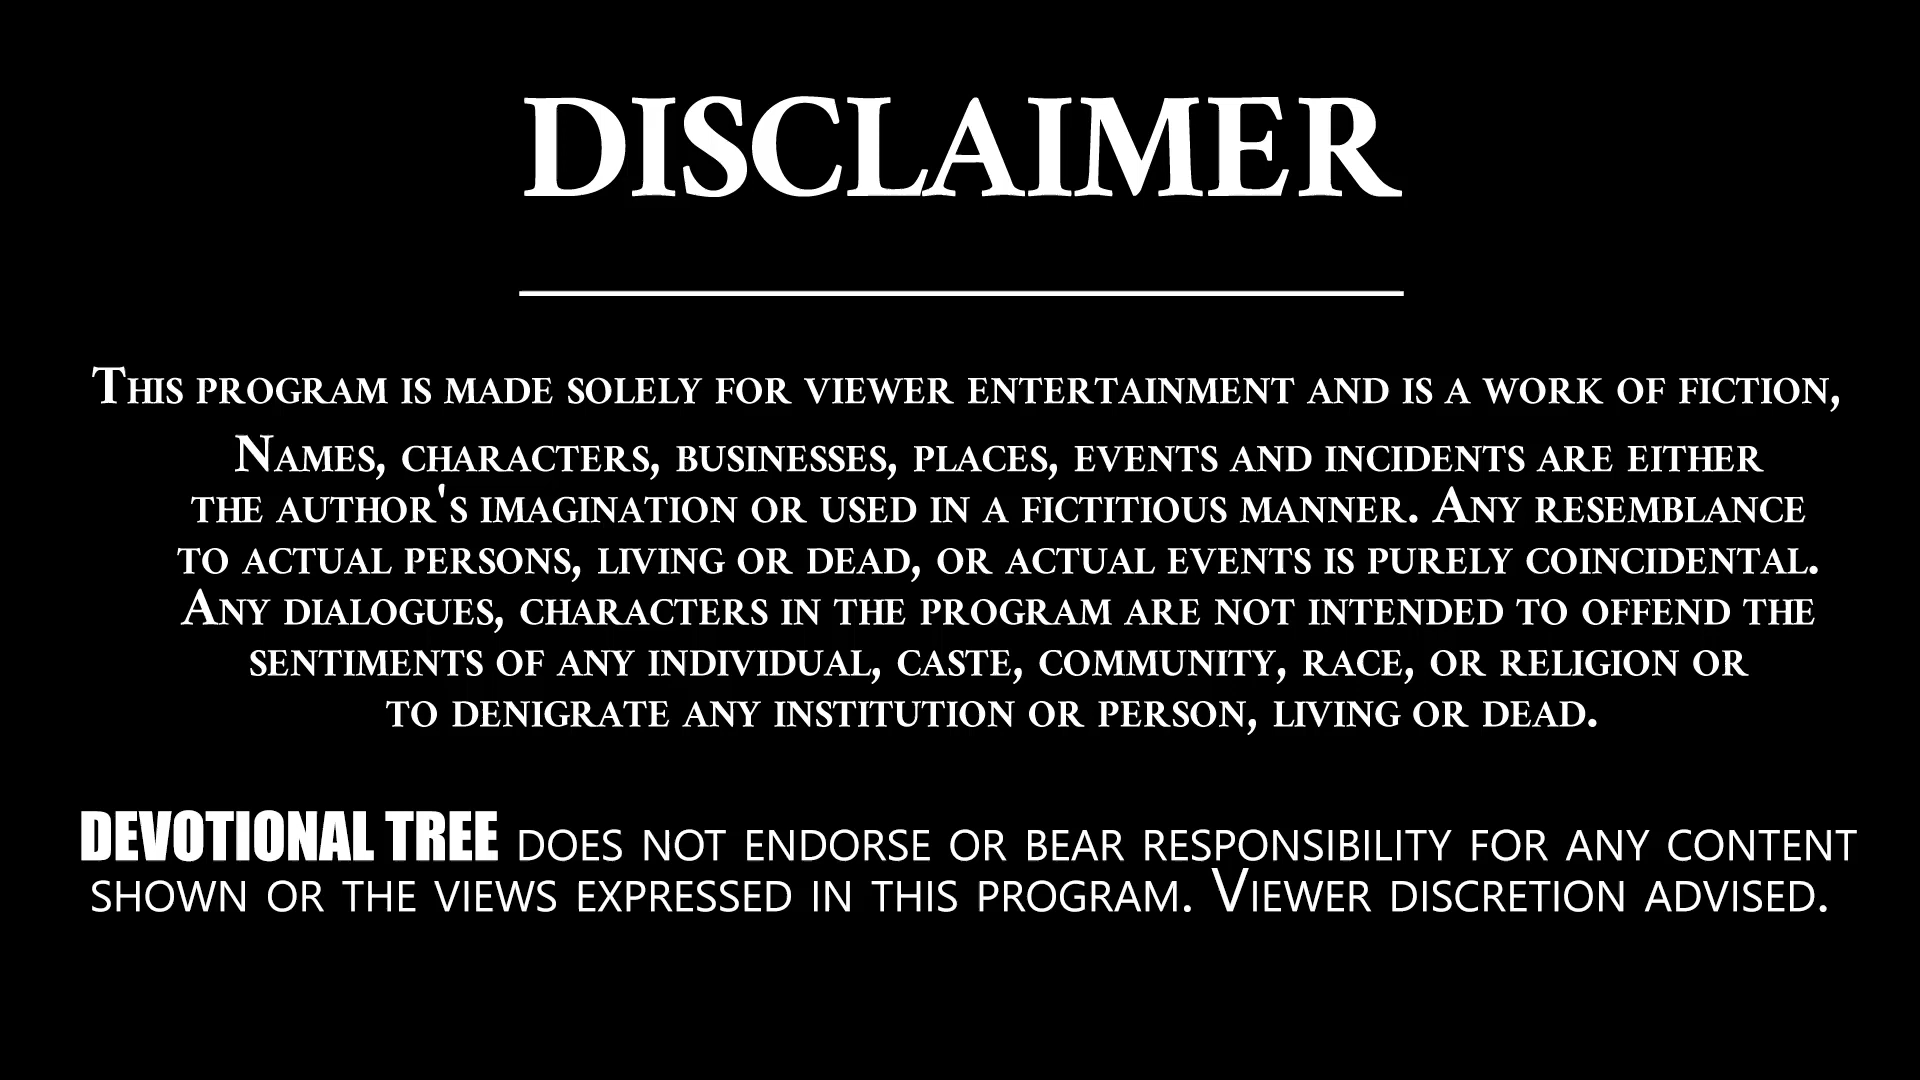 DISCLAIMER
This program is made solely for viewer entertainment and is a work of fiction,
Names, characters, businesses, places, events and incidents are either
the author's imagination or used in a fictitious manner. Any resemblance
to actual persons, living or dead, or actual events is purely coincidental.
Any dialogues, characters in the program are not intended to offend the
sentiments of any individual, caste, community, race, or religion or
to denigrate any institution or person, living or dead.
DEVOTIONAL TREE does not endorse or bear responsibility for any content
shown or the views expressed in this program. Viewer discretion advised.